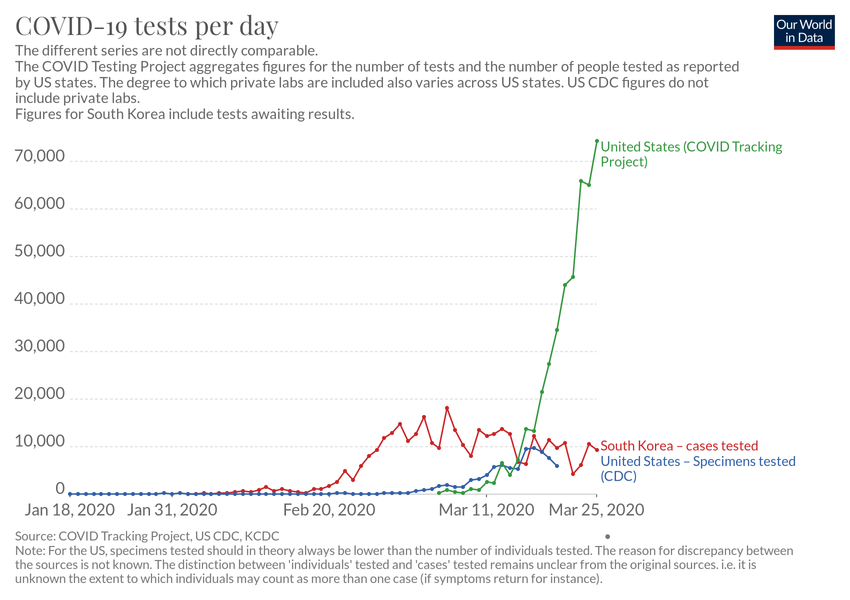 COVID-19 tests per day
Our World
in Data
The different series are not directly comparable.
The COVID Testing Project aggregates figures for the number of tests and the number of people tested as reported
by US states. The degree to which private labs are included also varies across US states. US CDC figures do not
include private labs.
Figures for South Korea include tests awaiting results.
70,000
60,000
50,000
40,000
30,000
20,000
10,000
0
United States (COVID Tracking
Project)
South Korea – cases tested
United States – Specimens tested
(CDC)
Jan 18, 2020
Jan 31, 2020
Feb 20, 2020
Mar 11, 2020
Mar 25, 2020
Source: COVID Tracking Project, US CDC, KCDC
Note: For the US, specimens tested should in theory always be lower than the number of individuals tested. The reason for discrepancy between
the sources is not known. The distinction between 'individuals' tested and 'cases' tested remains unclear from the original sources. i.e. it is
unknown the extent to which individuals may count as more than one case (if symptoms return for instance).